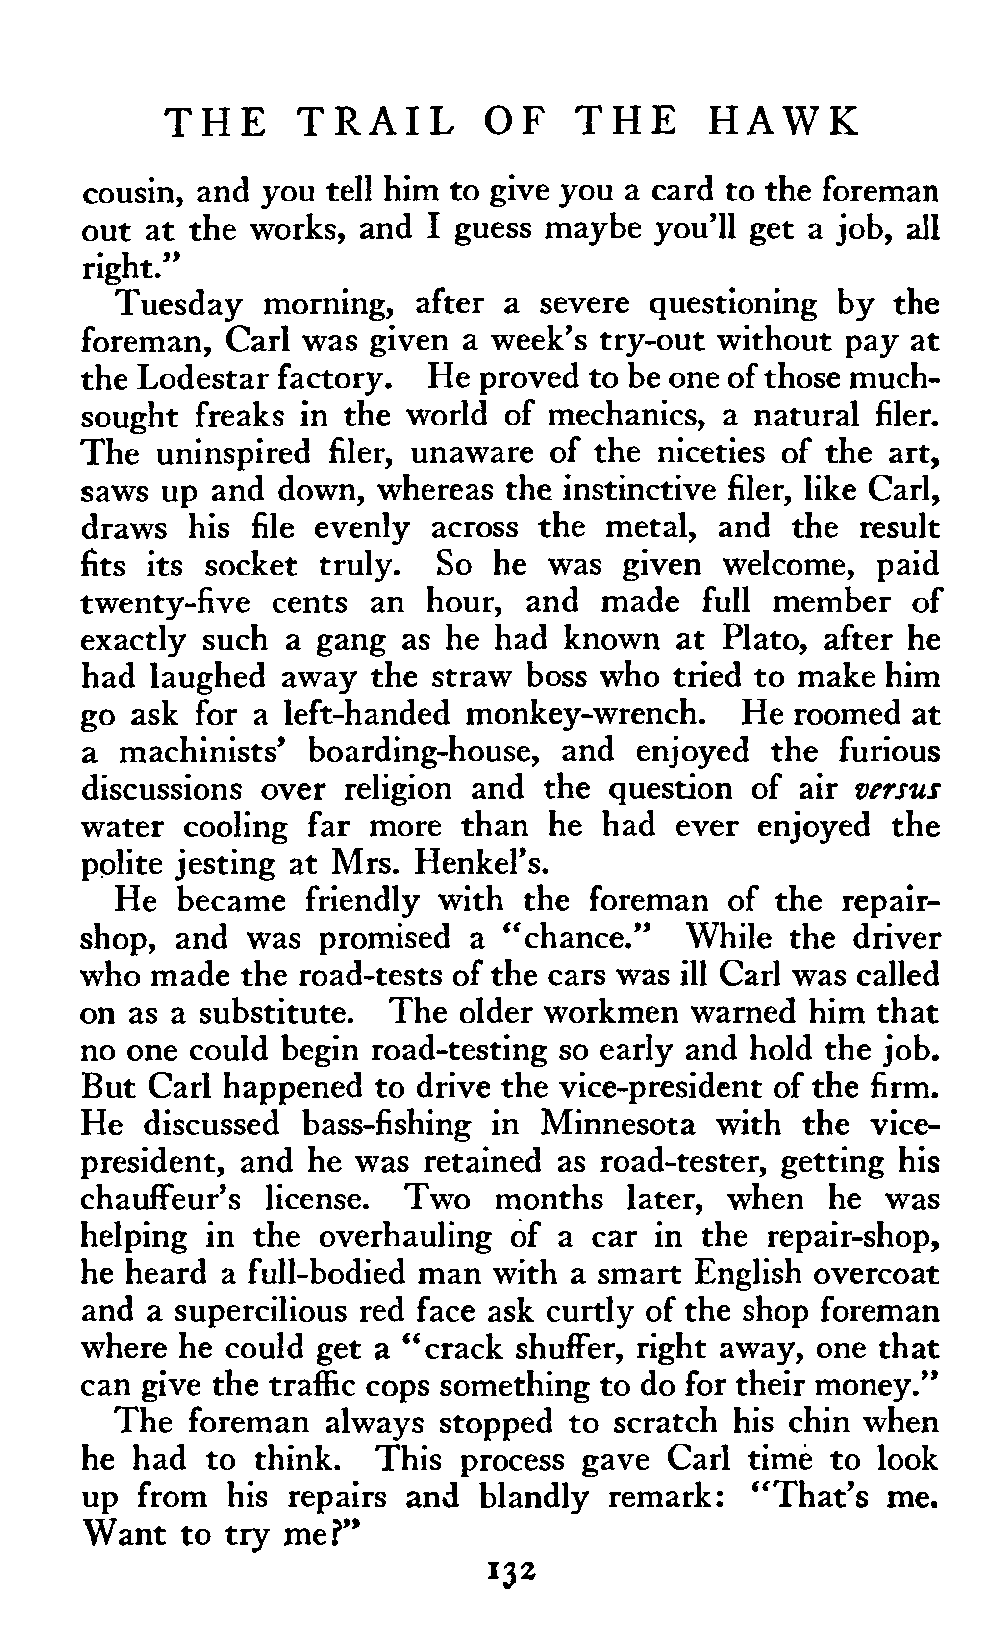 THE TRAIL OF THE HAWK
cousin, and you tell him to give you a card to the foreman
out at the works, and I guess maybe you'll get a job, all
right."
Tuesday morning, after a severe questioning by the
foreman, Carl was given a week's try-out without pay at
the Lodestar factory. He proved to be one of those much-
sought freaks in the world of mechanics, a natural filer.
The uninspired filer, unaware of the niceties of the art,
saws up and down, whereas the instinctive filer, like Carl,
draws his file evenly across the metal, and the result
fits its socket truly. So he was given welcome, paid
twenty-five cents an hour, and made full member of
exactly such a gang as he had known at Plato, after he
had laughed away the straw boss who tried to make him
go ask for a left-handed monkey-wrench. He roomed at
a machinists' boarding-house, and enjoyed the furious
discussions over religion and the question of air versus
water cooling far more than he had ever enjoyed the
polite jesting at Mrs. Henkel's.
He became friendly with the foreman of the repair-
shop, and was promised a "chance." While the driver
who made the road-tests of the cars was ill Carl was called
on as a substitute. The older workmen warned him that
no one could begin road-testing so early and hold the job.
But Carl happened to drive the vice-president of the firm.
He discussed bass-fishing in Minnesota with the vice-
president, and he was retained as road-tester, getting his
chauffeur's license. Two months later, when he was
helping in the overhauling of a car in the repair-shop,
he heard a full-bodied man with a smart English overcoat
and a supercilious red face ask curtly of the shop foreman
where he could get a "crack shuffer, right away, one that
can give the traffic cops something to do for their money."
The foreman always stopped to scratch his chin when
he had to think. This process gave Carl time to look
up from his repairs and blandly remark: "That's me.
Want to try me?"
132